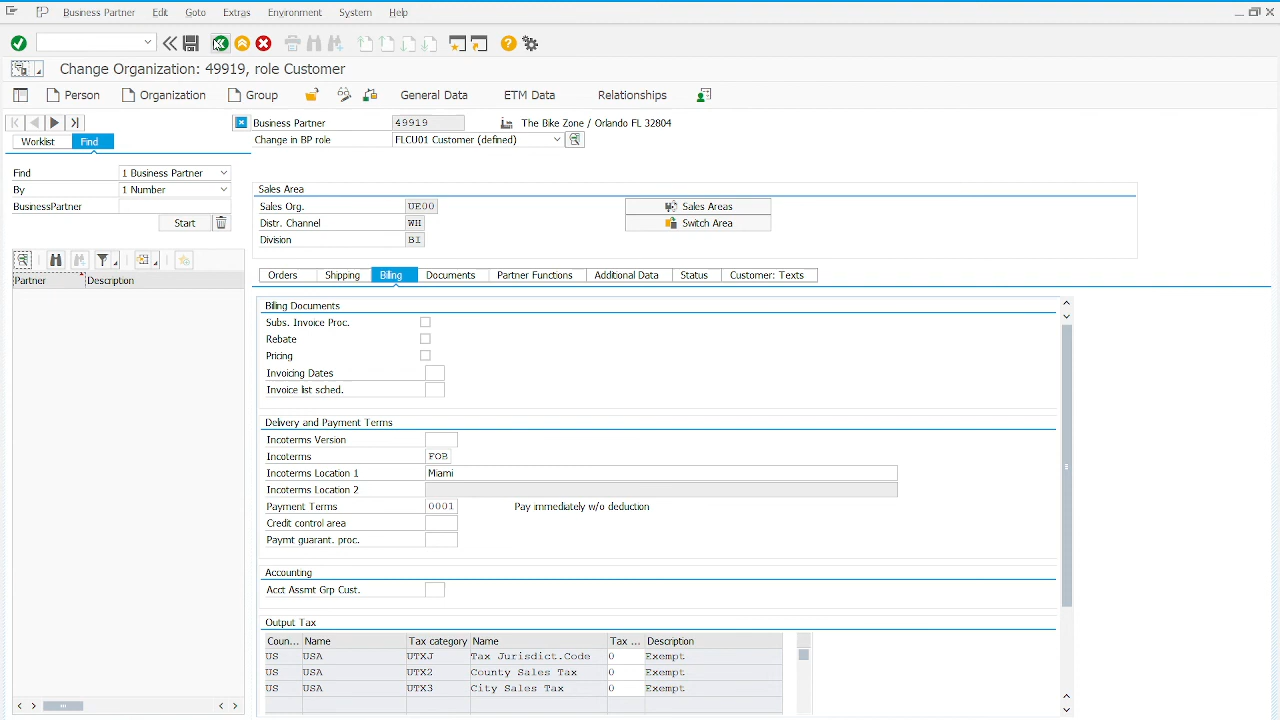 Business Partner Edit Goto Extras Environment System Help
Change Organization: 49919, role Customer
Person Organization Group General Data ETM Data Relationships
Business Partner 49919 The Bike Zone / Orlando FL 32804
Worklist Find
Change in BP role FLCU01 Customer (defined)
Find 1 Business Partner
By 1 Number
BusinessPartner
Start
Partner Description
Sales Area
Sales Org. UE00 Sales Areas
Distr. Channel WH Switch Area
Division BI
Orders Shipping Billing Documents Partner Functions Additional Data Status Customer: Texts
Billing Documents
Subs. Invoice Proc.
Rebate
Pricing
Invoicing Dates
Invoice list sched.
Delivery and Payment Terms
Incoterms Version
Incoterms FOB
Incoterms Location 1 Miami
Incoterms Location 2
Payment Terms 0001 Pay immediately w/o deduction
Credit control area
Paymt guarant. proc.
Accounting
Acct Assmt Grp Cust.
Output Tax
Coun... Name Tax category Name Tax ... Description
US USA UTXJ Tax Jurisdict.Code 0 Exempt
US USA UTX2 County Sales Tax 0 Exempt
US USA UTX3 City Sales Tax 0 Exempt